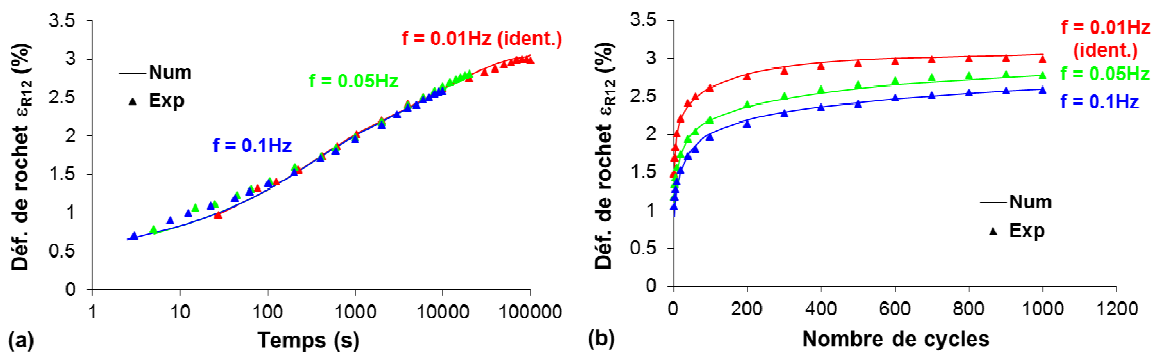 Déf. de rochet εR12 (%)
3.5
3
2.5
2
1.5
1
0.5
0
f = 0.01Hz (ident.)
f = 0.05Hz
f = 0.1Hz
Num
Exp
1
10
100
1000
10000
100000
Temps (s)
(a)
Déf. de rochet εR12 (%)
3.5
3
2.5
2
1.5
1
0.5
0
f = 0.01Hz
(ident.)
f = 0.05Hz
f = 0.1Hz
Num
Exp
0
200
400
600
800
1000
1200
Nombre de cycles
(b)